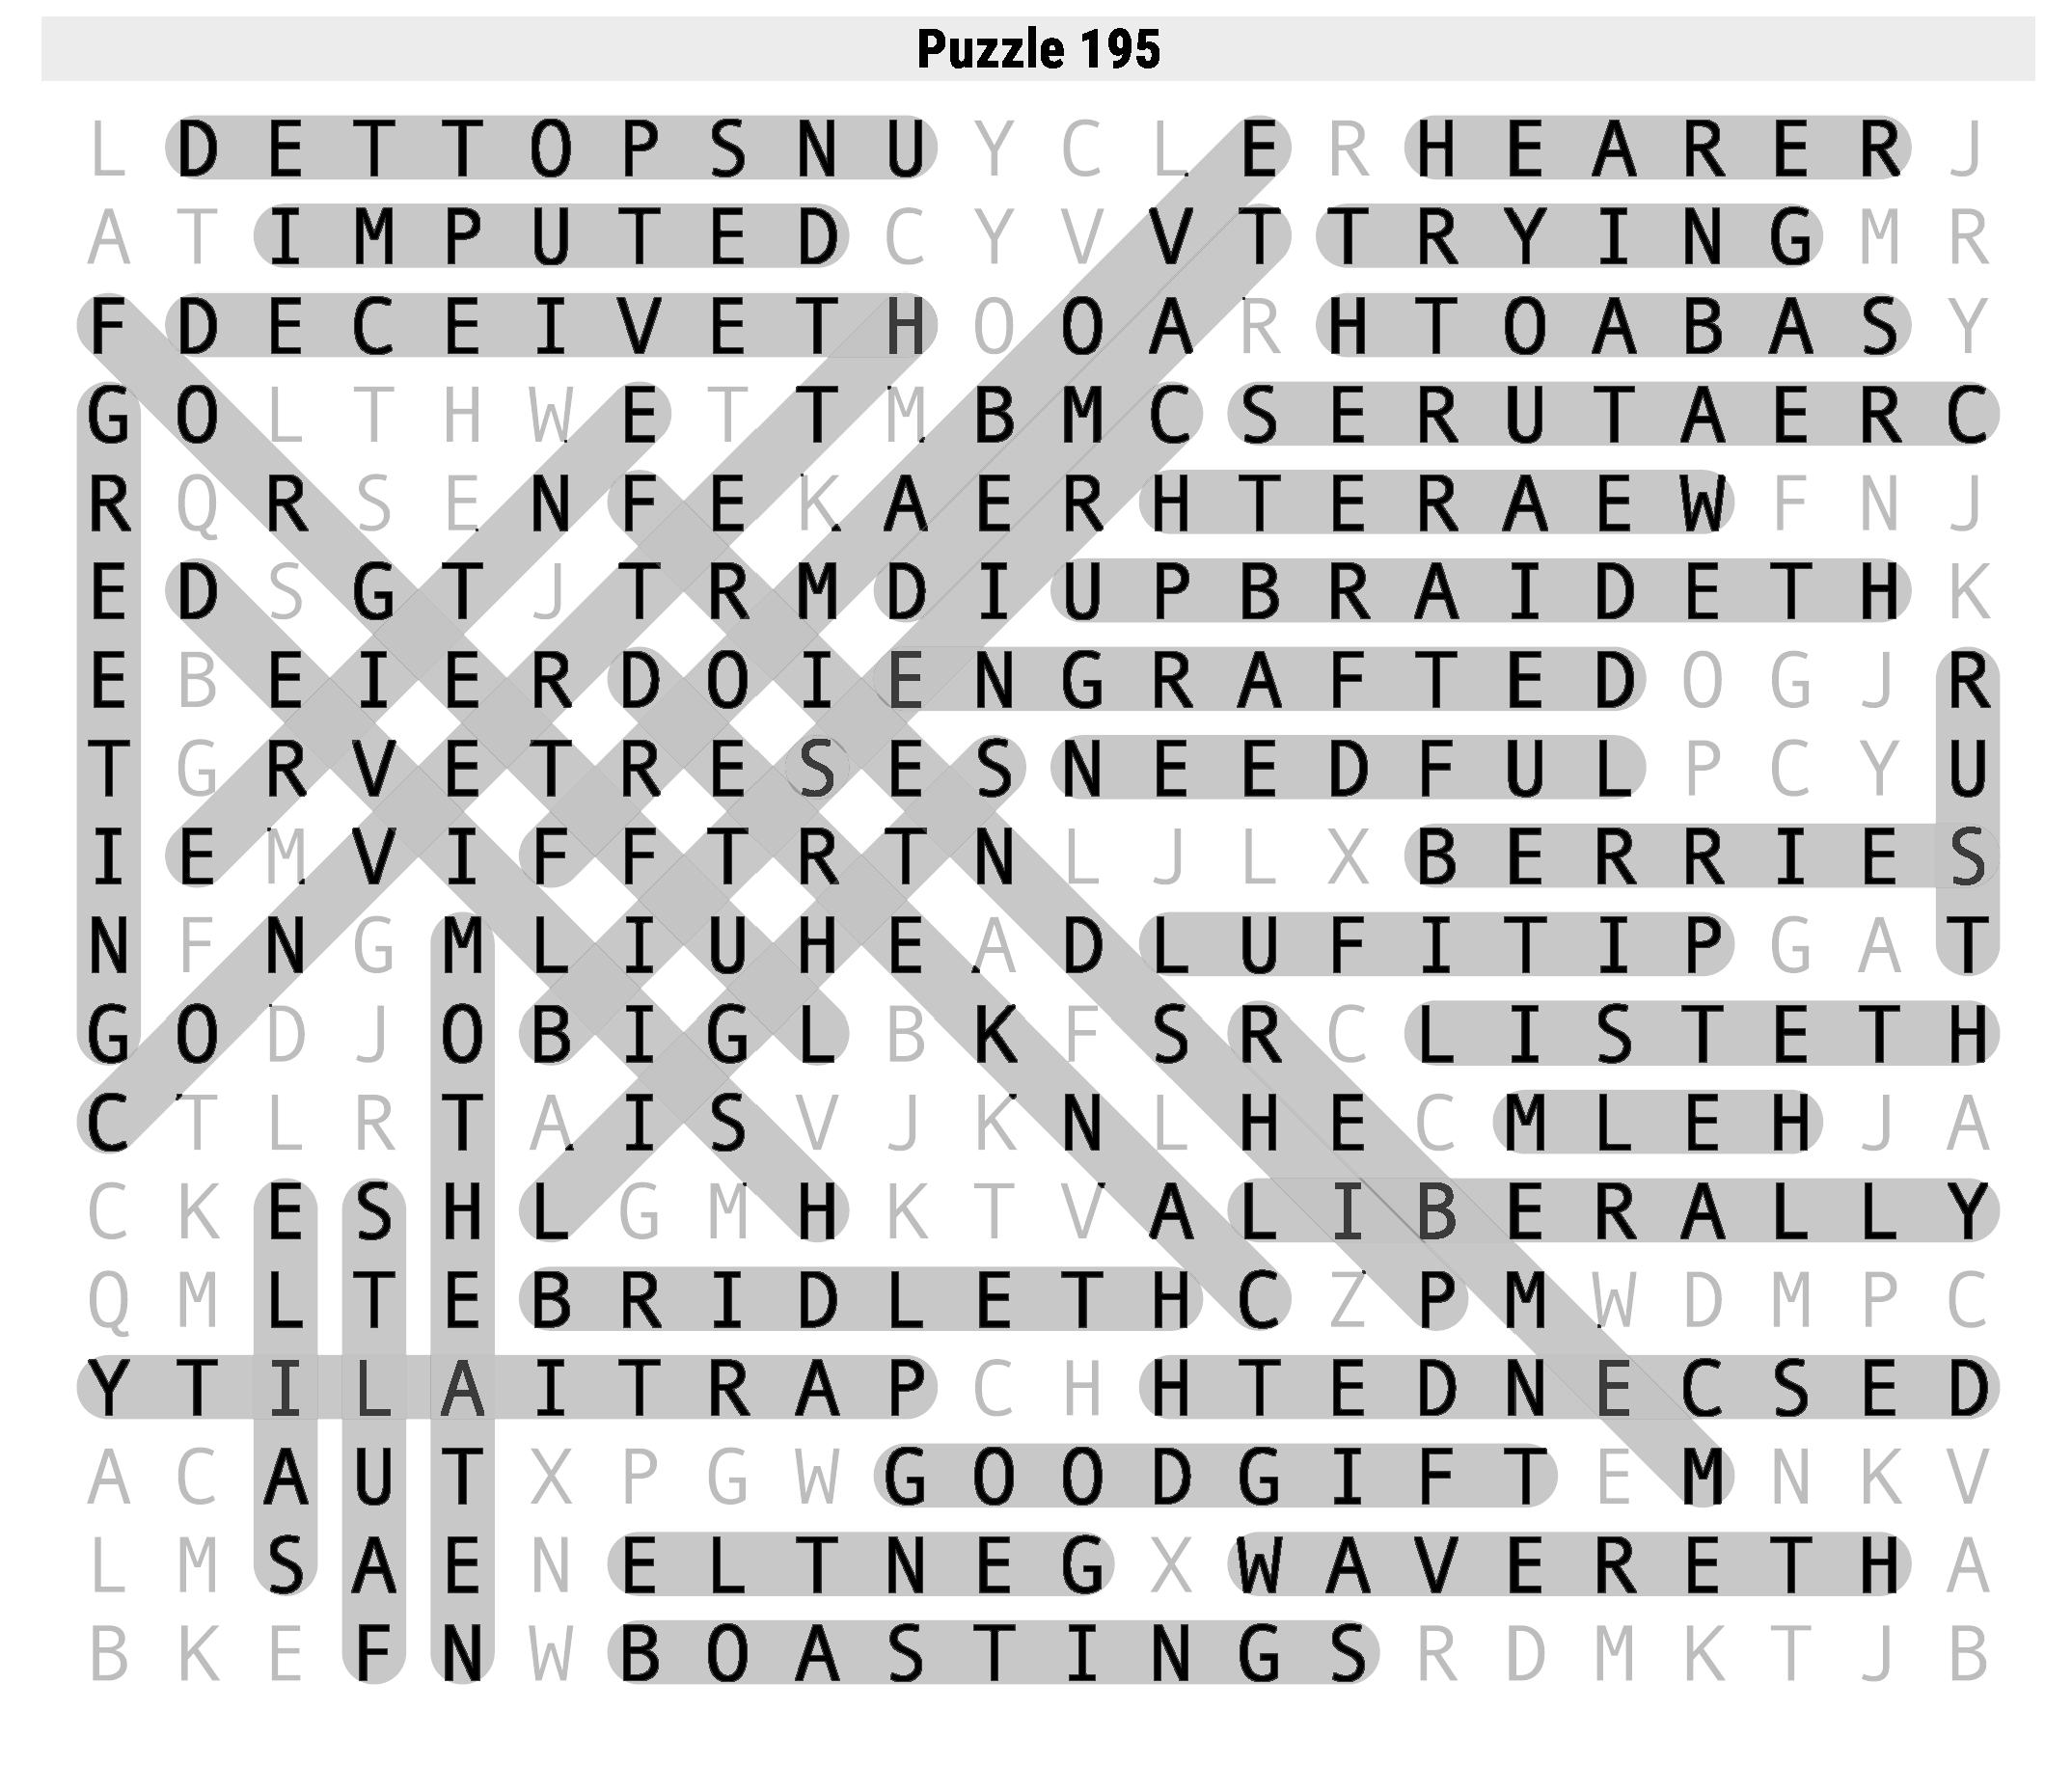 Puzzle 195
L D E T T O P S N U Y C L E R H E A R E R J
A T I M P U T E D C Y V V T T R Y I N G M R
F D E C E I V E T H O O A R H T O A B A S Y
G O L T H W E T T M B M C S E R U T A E R C
R Q R S E N F E K A E R H T E R A E W F N J
E D S G T J T R M D I U P B R A I D E T H K
E B E I E R D O I E N G R A F T E D O G J R
T G R V E T R E S E S N E E D F U L P C Y U
I E M V I F F T R T N L J L X B E R R I E S
N F N G M L I U H E A D L U F I T I P G A T
G O D J O B I G L B K F S R C L I S T E T H
C T L R T A I S V J K N L H E C M L E H J A
C K E S H L G M H K T V A L I B E R A L L Y
Q M L T E B R I D L E T H C Z P M W D M P C
Y T I L A I T R A P C H H T E D N E C S E D
A C A U T X P G W G O O D G I F T E M N K V
L M S A E N E L T N E G X W A V E R E T H A
B K E F N W B O A S T I N G S R D M K T J B